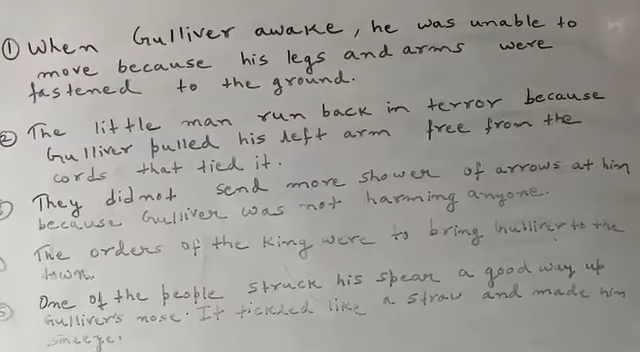 ① When Gulliver awake, he was unable to
move because his legs and arms were
fastened to the ground.
② The little man run back in terror because
Gulliver pulled his left arm free from the
cords that tied it.
They did not send more shower of arrows at him
because Gulliver was not harming anyone.
The orders of the King were to bring Gulliver to the
town.
One of the people struck his spear a good way up
Gulliver's nose. It tickled like a straw and made him
sneeze.